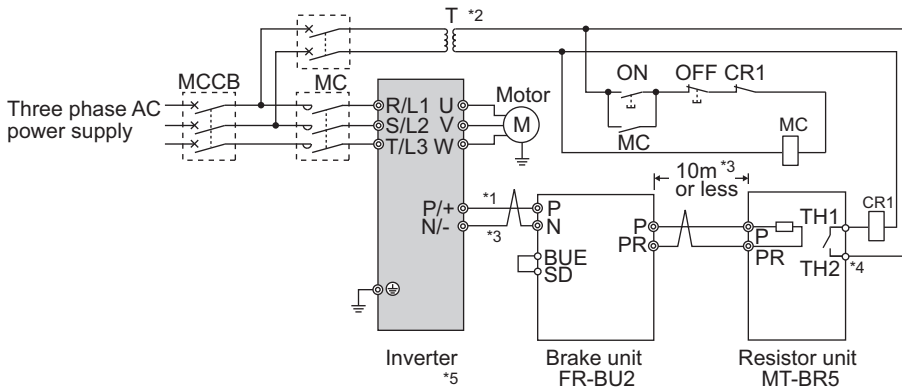 T *2
MCCB
MC
Three phase AC
power supply
R/L1 U
S/L2 V
T/L3 W
Motor
M
ON OFF CR1
MC
MC
10m *3
or less
P/+
N/-
*1
*3
P
N
BUE
SD
P
PR
P
PR
TH1
TH2 *4
CR1
Inverter
*5
Brake unit
FR-BU2
Resistor unit
MT-BR5